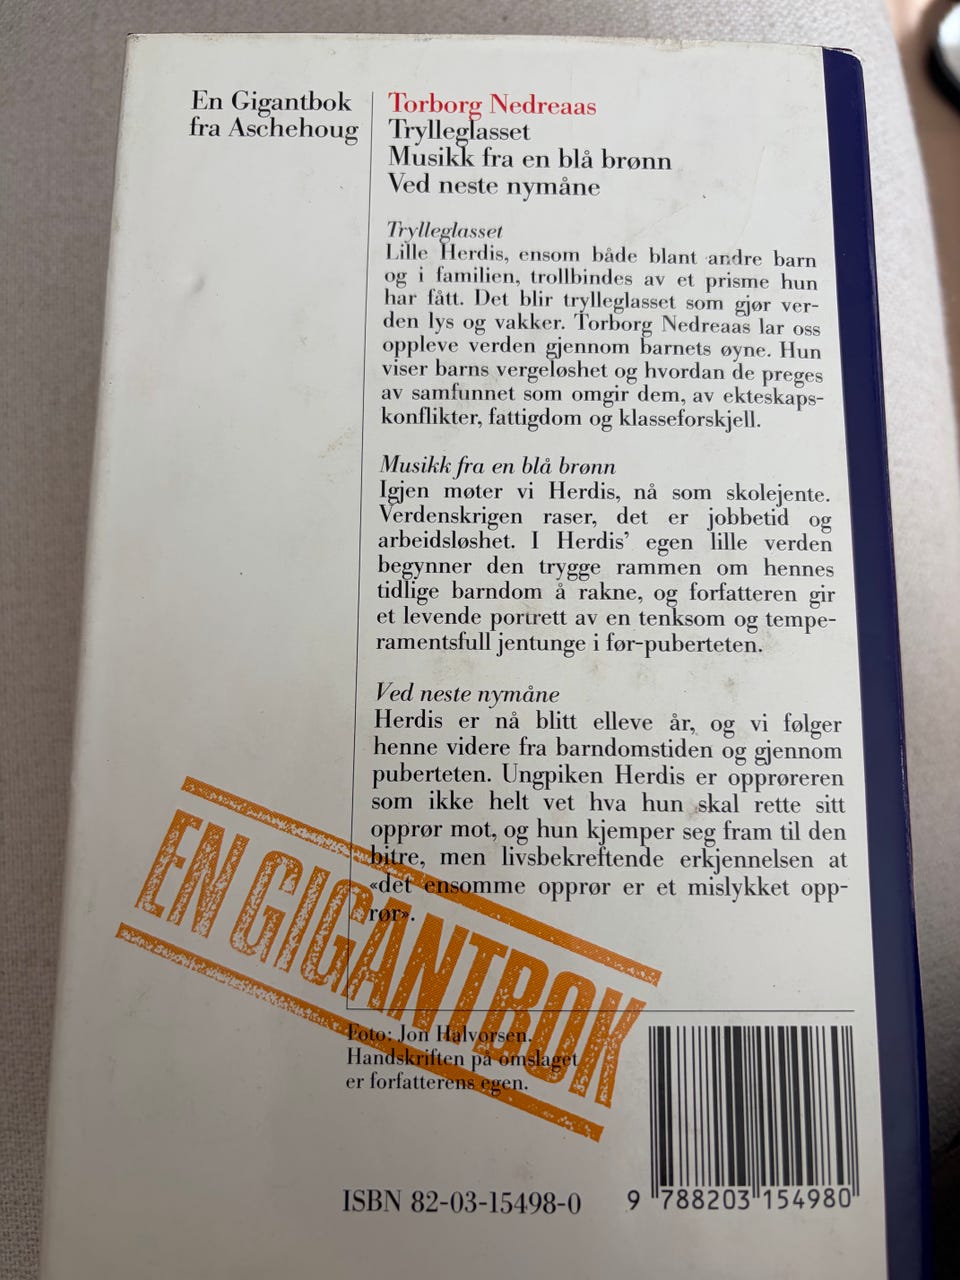 En Gigantbok
fra Aschehoug
Torborg Nedreaas
Trylleglasset
Musikk fra en blå brønn
Ved neste nymåne
Trylleglasset
Lille Herdis, ensom både blant andre barn
og i familien, trollbindes av et prisme hun
har fått. Det blir trylleglasset som gjør ver-
den lys og vakker. Torborg Nedreaas lar oss
oppleve verden gjennom barnets øyne. Hun
viser barns vergeløshet og hvordan de preges
av samfunnet som omgir dem, av ekteskaps-
konflikter, fattigdom og klasseforskjell.
Musikk fra en blå brønn
Igjen møter vi Herdis, nå som skolejente.
Verdenskrigen raser, det er jobbetid og
arbeidsløshet. I Herdis’ egen lille verden
begynner den trygge rammen om hennes
tidlige barndom å rakne, og forfatteren gir
et levende portrett av en tenksom og tempe-
ramentsfull jentunge i før-puberteten.
Ved neste nymåne
Herdis er nå blitt elleve år, og vi følger
henne videre fra barndomstiden og gjennom
puberteten. Ungpiken Herdis er opprøreren
som ikke helt vet hva hun skal rette sitt
opprør mot, og hun kjemper seg fram til den
bitre, men livsbekreftende erkjennelsen at
«det ensomme opprør er et mislykket opp-
rør».
EN GIGANTBOK
Foto: Jon Halvorsen.
Handskriften på omslaget
er forfatterens egen.
ISBN 82-03-15498-0
9 788203 154980